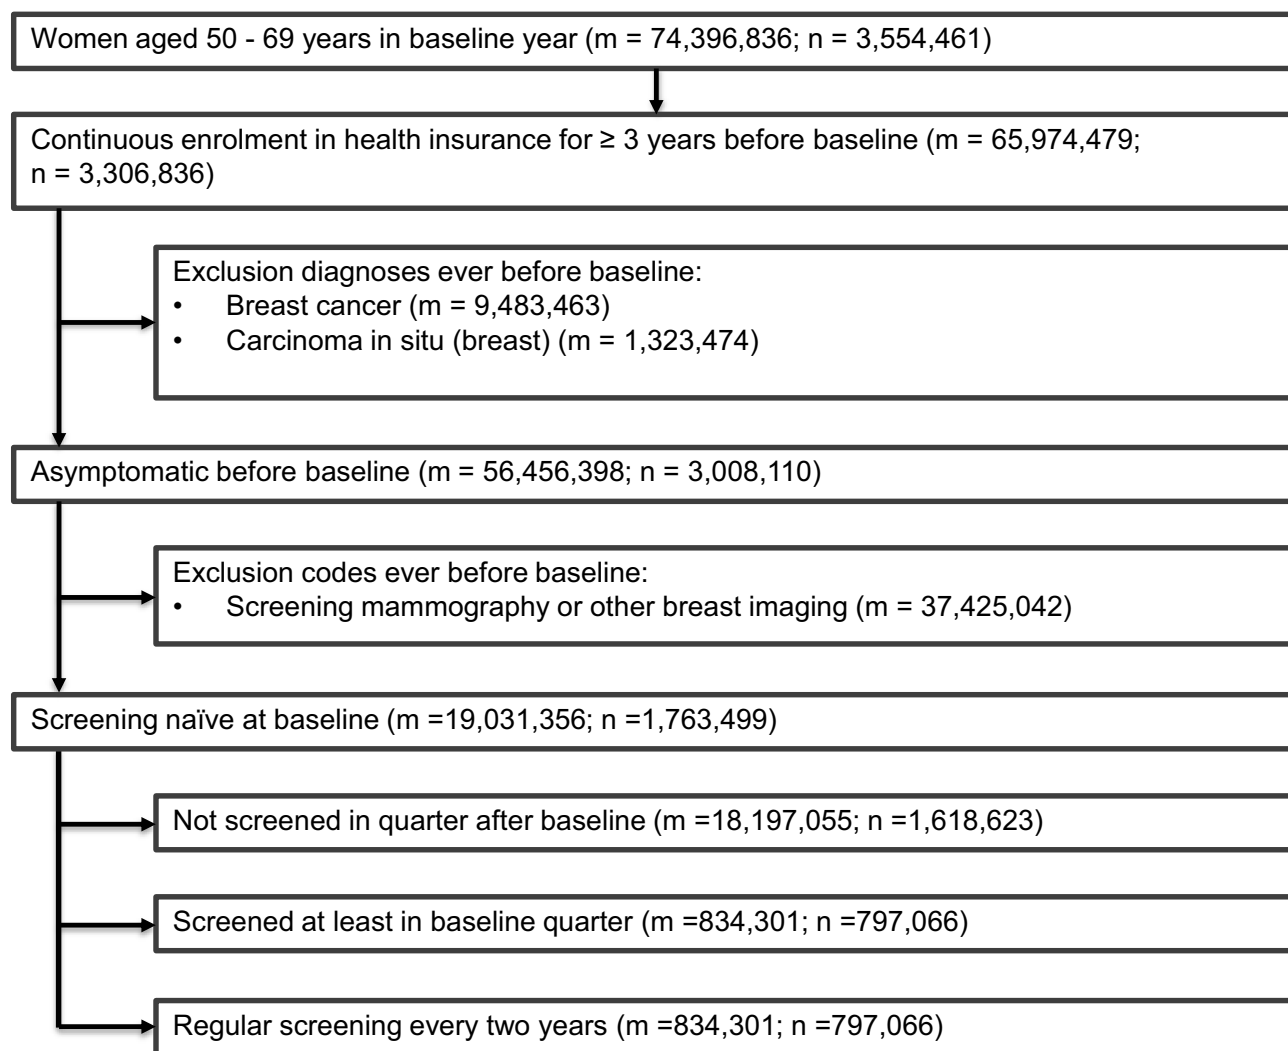 Women aged 50 - 69 years in baseline year (m = 74,396,836; n = 3,554,461)
Continuous enrolment in health insurance for ≥ 3 years before baseline (m = 65,974,479;
n = 3,306,836)
Exclusion diagnoses ever before baseline:
• Breast cancer (m = 9,483,463)
• Carcinoma in situ (breast) (m = 1,323,474)
Asymptomatic before baseline (m = 56,456,398; n = 3,008,110)
Exclusion codes ever before baseline:
• Screening mammography or other breast imaging (m = 37,425,042)
Screening naïve at baseline (m =19,031,356; n =1,763,499)
Not screened in quarter after baseline (m =18,197,055; n =1,618,623)
Screened at least in baseline quarter (m =834,301; n =797,066)
Regular screening every two years (m =834,301; n =797,066)